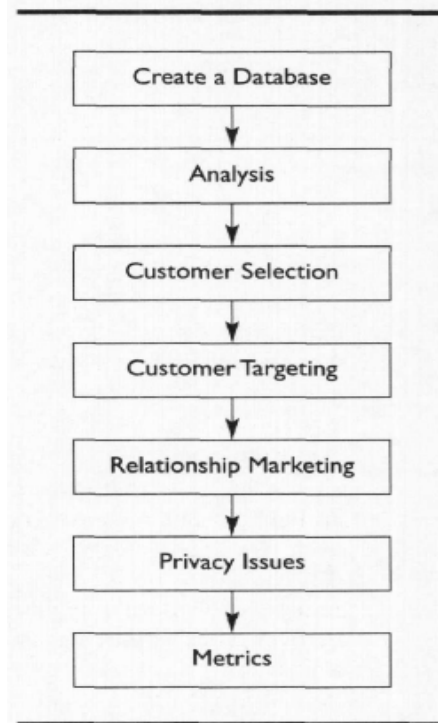 Create a Database
Analysis
Customer Selection
Customer Targeting
Relationship Marketing
Privacy Issues
Metrics